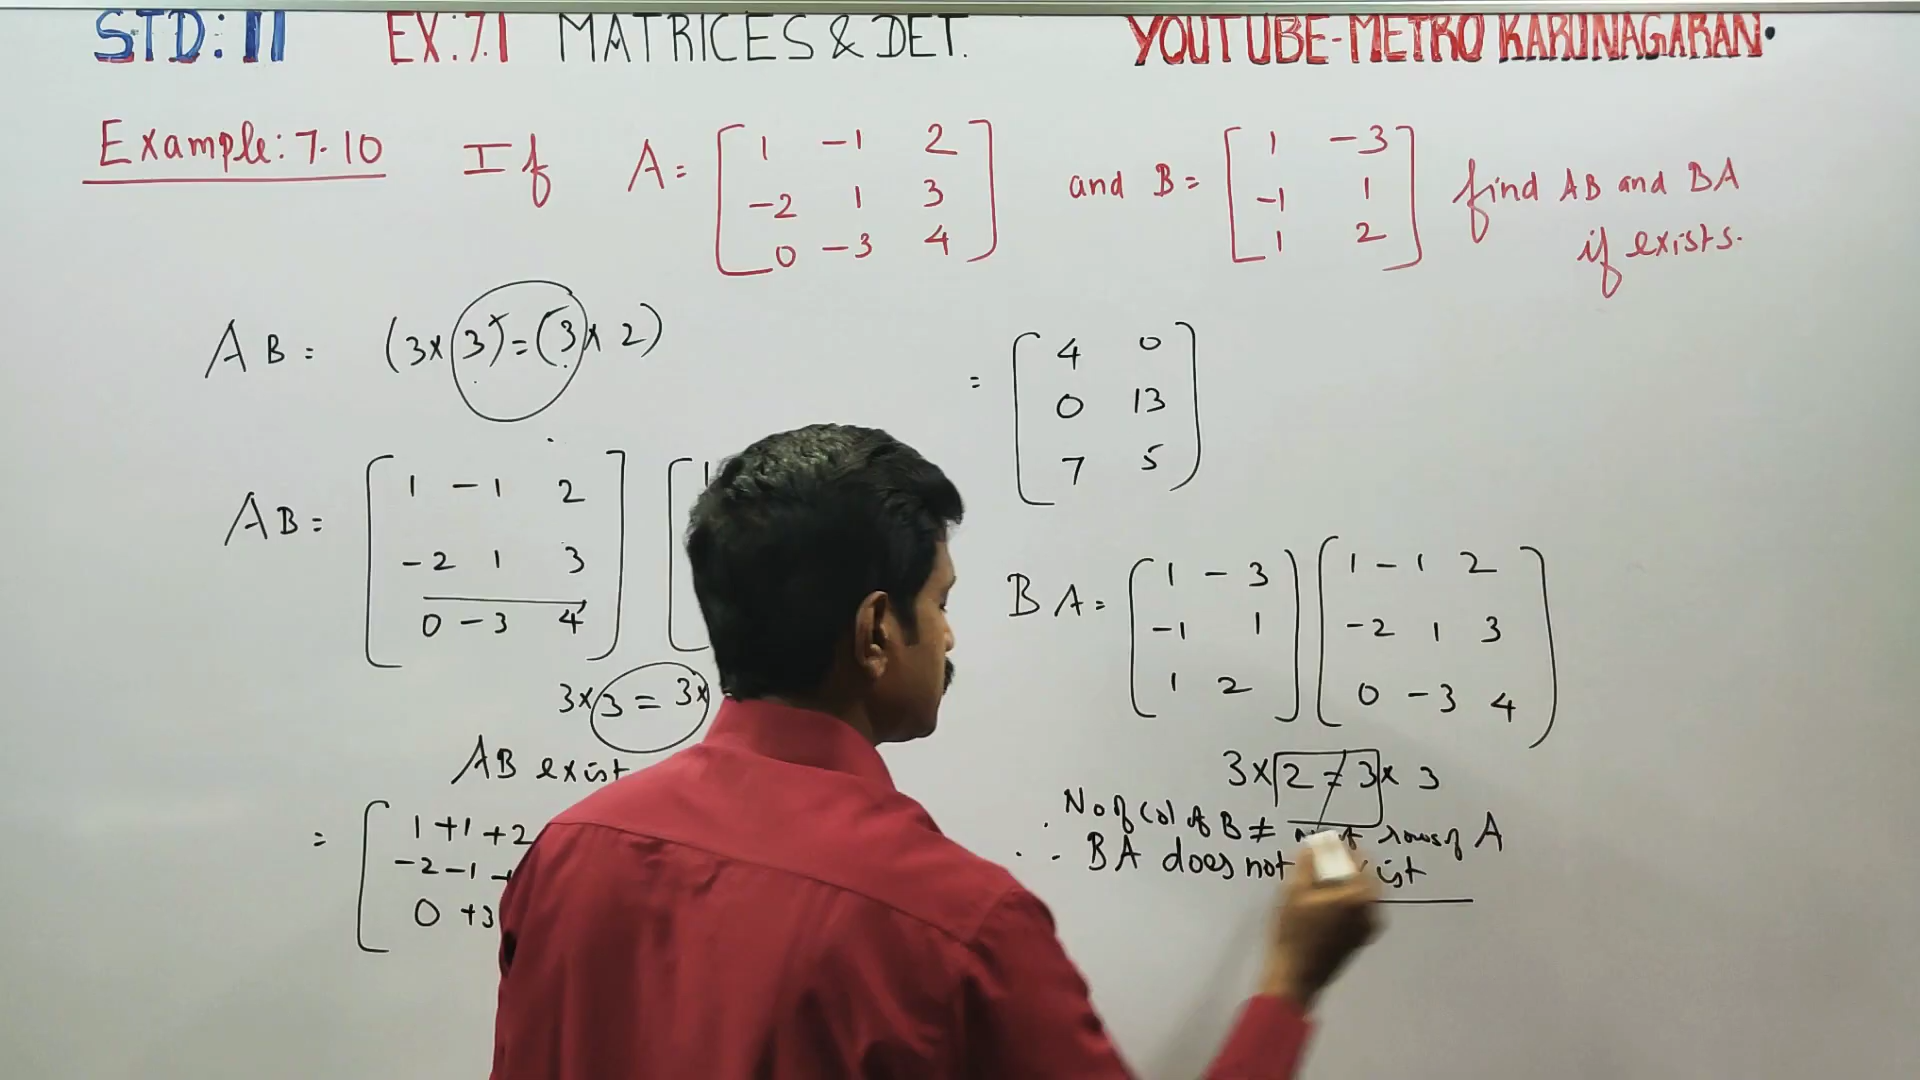 STD: 11 EX: 7.1 MATRICES & DET. YOUTUBE-METRO KARUNAGARAN.
Example: 7.10 If A = [ 1 -1 2 and B = [ 1 -3 find AB and BA
-2 1 3 -1 1 if exists.
0 -3 4 ] 1 2 ]
AB = (3×3) = (3×2)
AB = [ 1 -1 2
-2 1 3
0 -3 4 ] [
3×3 = 3×
AB exist
= [ 1 +1 +2
-2 -1 +
0 +3
= [ 4 0
0 13
7 5 ]
BA = [ 1 -3 [ 1 -1 2
-1 1 -2 1 3
1 2 ] 0 -3 4 ]
3×2 ≠ 3×3
No of Col of B ≠ rows of A
∴ BA does not